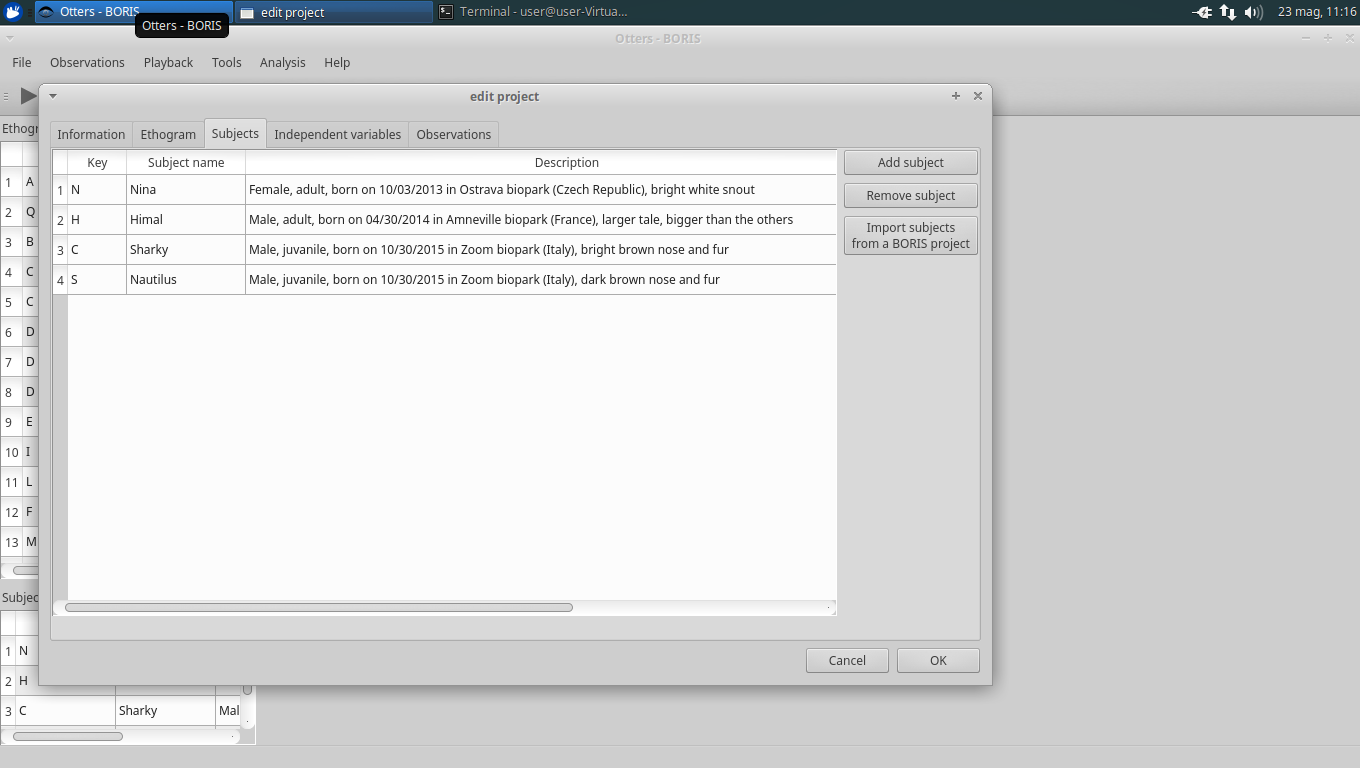 Otters - BORIS
edit project
Terminal - user@user-Virtua...
23 mag, 11:16
Otters - BORIS
Otters - BORIS
File Observations Playback Tools Analysis Help
edit project
Information Ethogram Subjects Independent variables Observations
Key Subject name Description
1 N Nina Female, adult, born on 10/03/2013 in Ostrava biopark (Czech Republic), bright white snout
2 H Himal Male, adult, born on 04/30/2014 in Amneville biopark (France), larger tale, bigger than the others
3 C Sharky Male, juvanile, born on 10/30/2015 in Zoom biopark (Italy), bright brown nose and fur
4 S Nautilus Male, juvanile, born on 10/30/2015 in Zoom biopark (Italy), dark brown nose and fur
Add subject
Remove subject
Import subjects
from a BORIS project
Cancel OK
Ethogr
1 A
2 Q
3 B
4 C
5 C
6 D
7 D
8 D
9 E
10 I
11 L
12 F
13 M
Subjec
1 N
2 H
3 C Sharky Mal